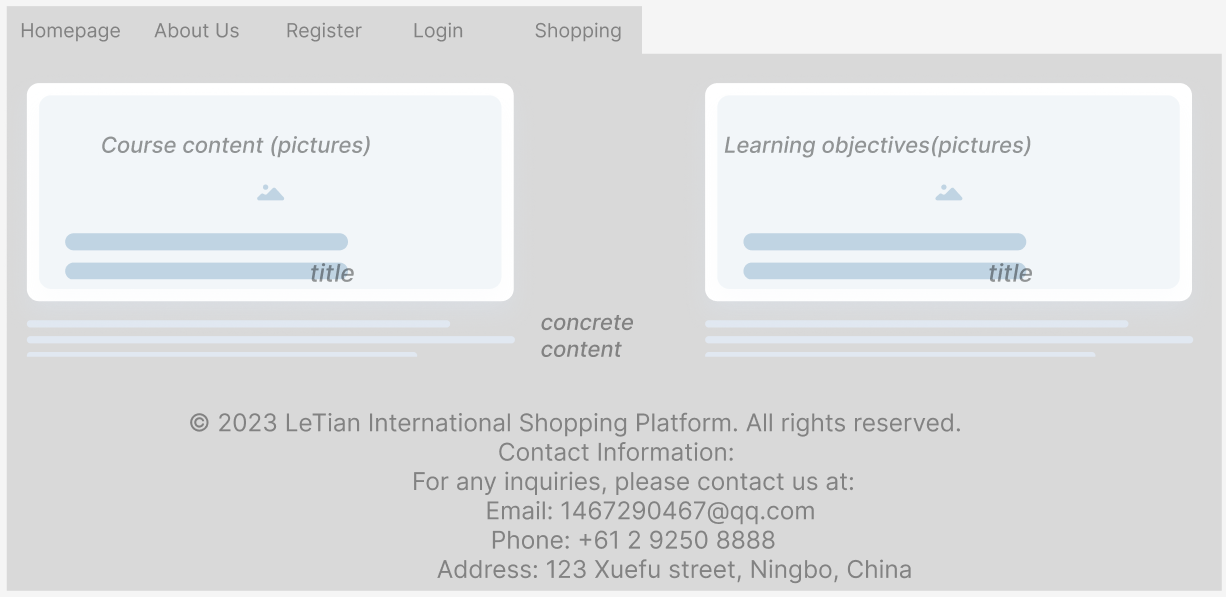 Homepage About Us Register Login Shopping
Course content (pictures)
title
Learning objectives(pictures)
title
concrete
content
© 2023 LeTian International Shopping Platform. All rights reserved.
Contact Information:
For any inquiries, please contact us at:
Email: 1467290467@qq.com
Phone: +61 2 9250 8888
Address: 123 Xuefu street, Ningbo, China